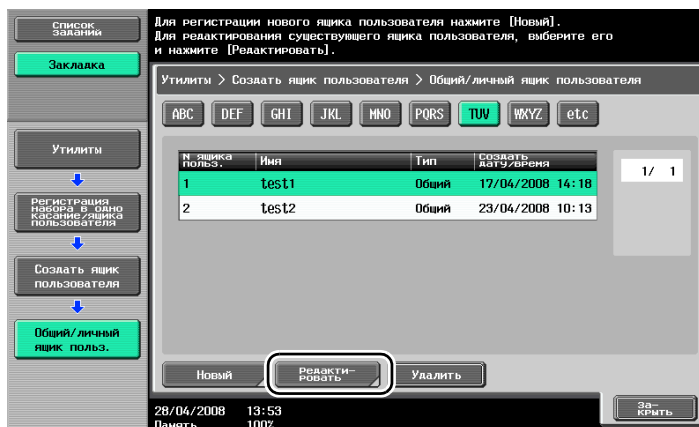 Список
заданий
Закладка
Утилиты
Регистрация
набора в одно
касание/ящика
пользователя
Создать ящик
пользователя
Общий/личный
ящик польз.
Для регистрации нового ящика пользователя нажмите [Новый].
Для редактирования существующего ящика пользователя, выберите его
и нажмите [Редактировать].
Утилиты > Создать ящик пользователя > Общий/личный ящик пользователя
ABC DEF GHI JKL MNO PQRS TUV WXYZ etc
N ящика
польз. Имя Тип Создать
дату/время
1 test1 Общий 17/04/2008 14:18
2 test2 Общий 23/04/2008 10:13
1/ 1
Новый Редакти-
ровать Удалить
28/04/2008 13:53
Память 100%
За-
крыть